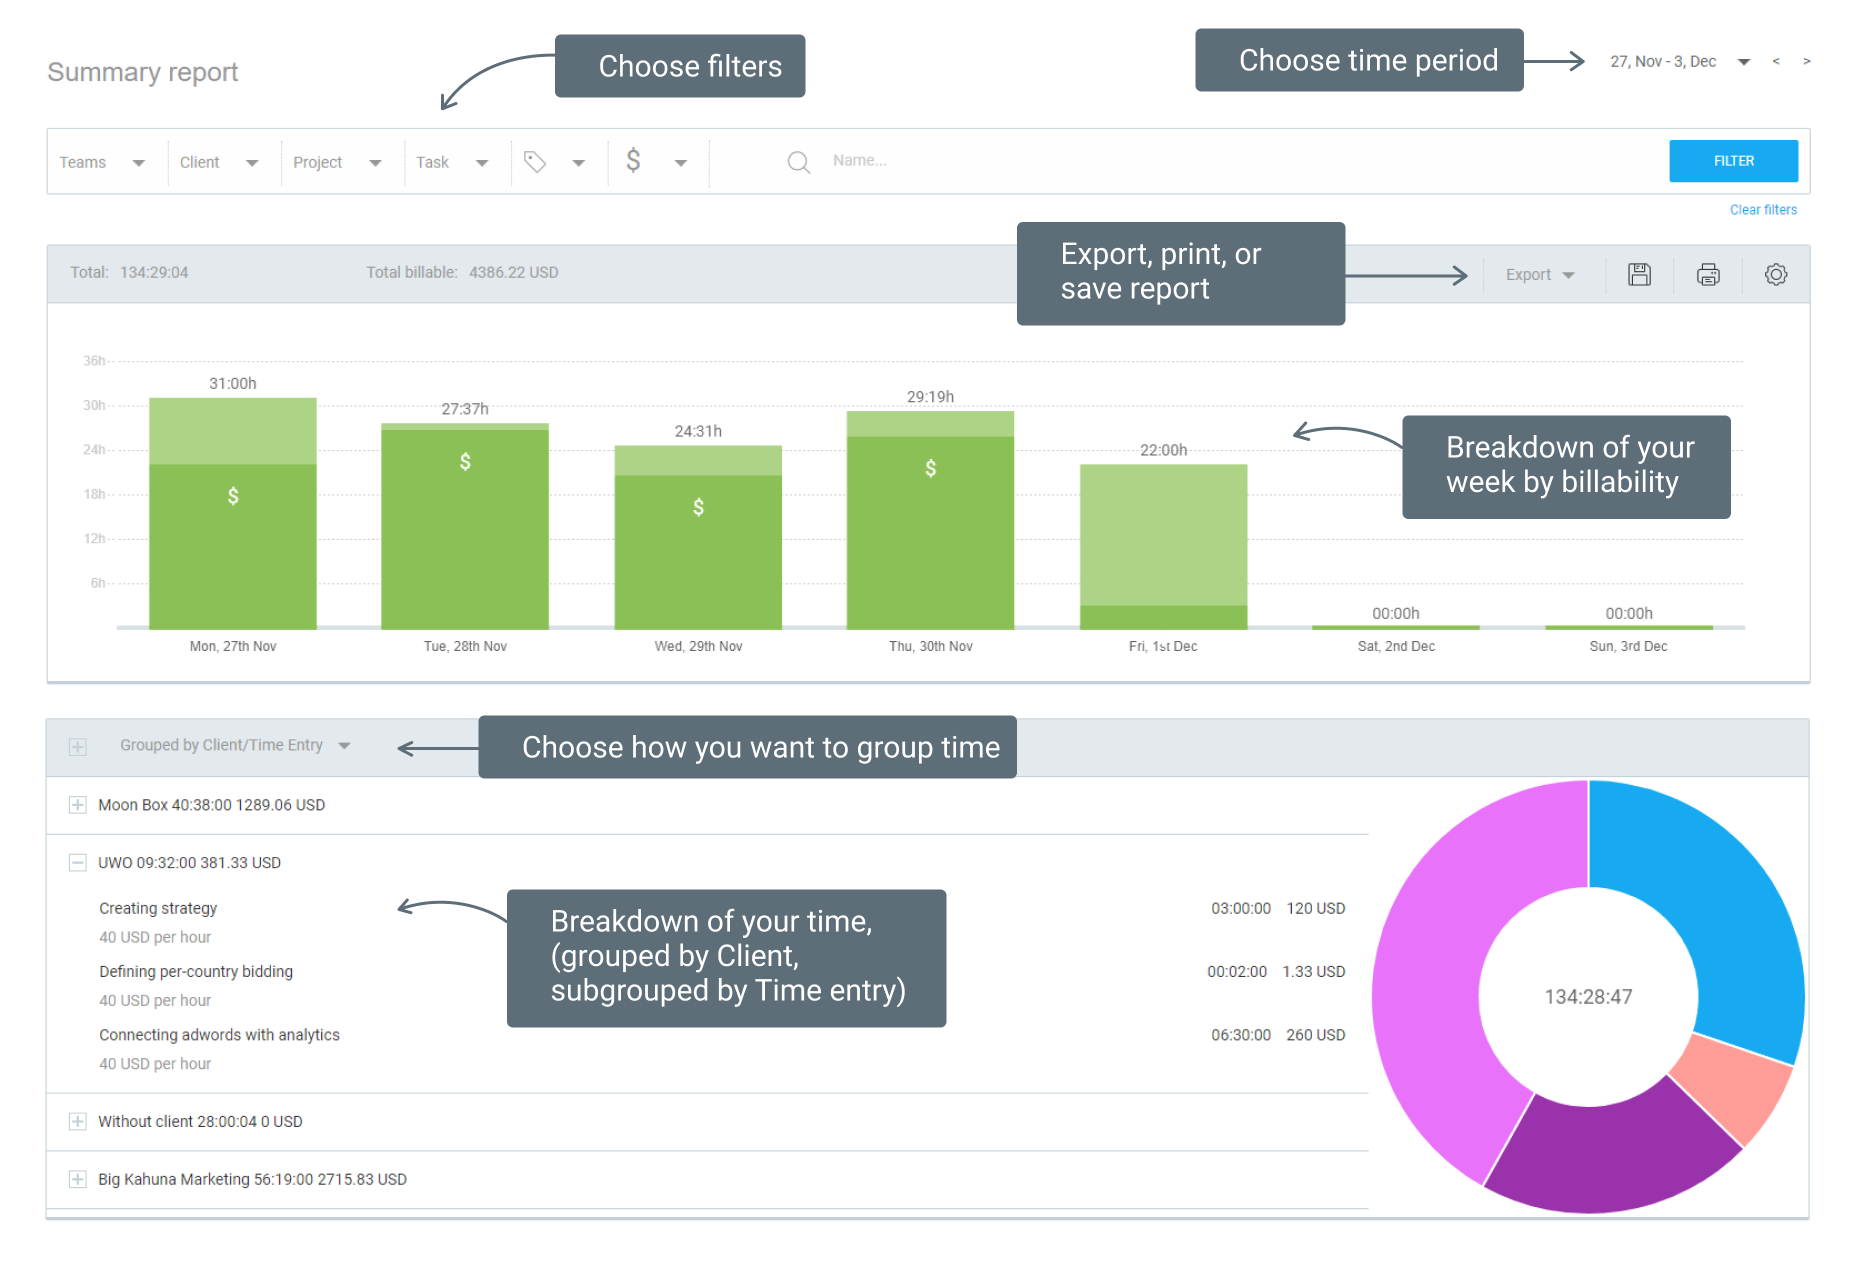 Choose filters
Choose time period
27, Nov - 3, Dec < >
Summary report
Teams Client Project Task $ Name... FILTER
Clear filters
Export, print, or
save report
Total: 134:29:04 Total billable: 4386.22 USD Export
36h
31:00h
29:19h
30h
27:37h
24:31h
24h
22:00h
Breakdown of your
week by billability
$ $ $ $
18h
12h
6h
00:00h 00:00h
Mon, 27th Nov Tue, 28th Nov Wed, 29th Nov Thu, 30th Nov Fri, 1st Dec Sat, 2nd Dec Sun, 3rd Dec
Grouped by Client/Time Entry
Choose how you want to group time
Moon Box 40:38:00 1289.06 USD
UWO 09:32:00 381.33 USD
Creating strategy 03:00:00 120 USD
40 USD per hour
Defining per-country bidding 00:02:00 1.33 USD
40 USD per hour
Connecting adwords with analytics 06:30:00 260 USD
40 USD per hour
Breakdown of your time,
(grouped by Client,
subgrouped by Time entry)
134:28:47
Without client 28:00:04 0 USD
Big Kahuna Marketing 56:19:00 2715.83 USD